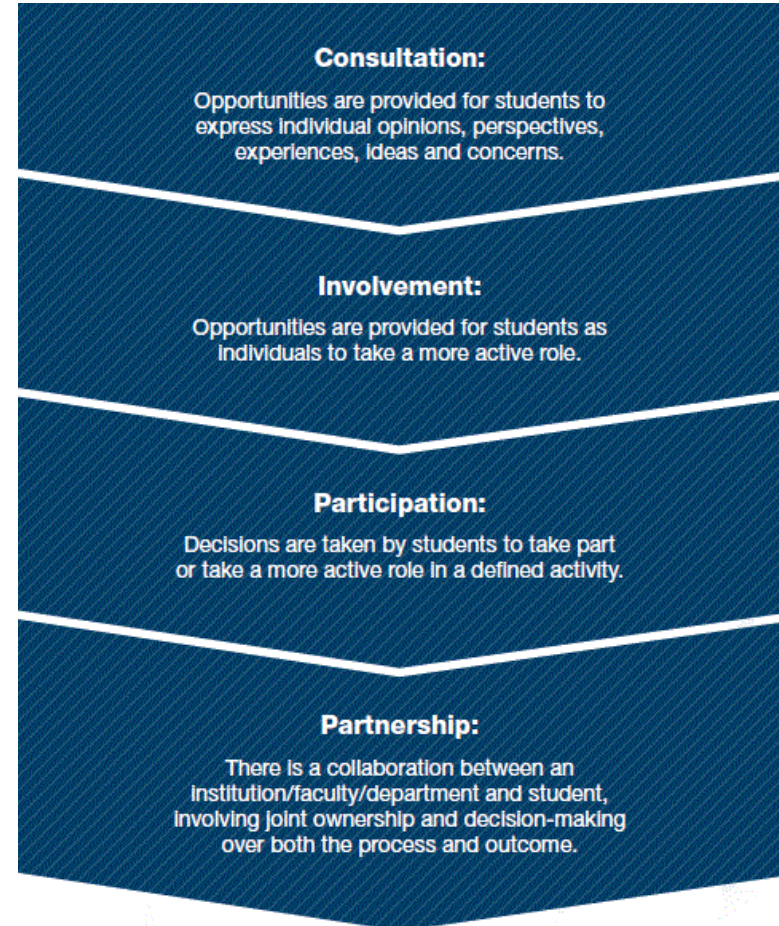 Consultation:
Opportunities are provided for students to
express individual opinions, perspectives,
experiences, ideas and concerns.
Involvement:
Opportunities are provided for students as
individuals to take a more active role.
Participation:
Decisions are taken by students to take part
or take a more active role in a defined activity.
Partnership:
There is a collaboration between an
institution/faculty/department and student,
involving joint ownership and decision-making
over both the process and outcome.